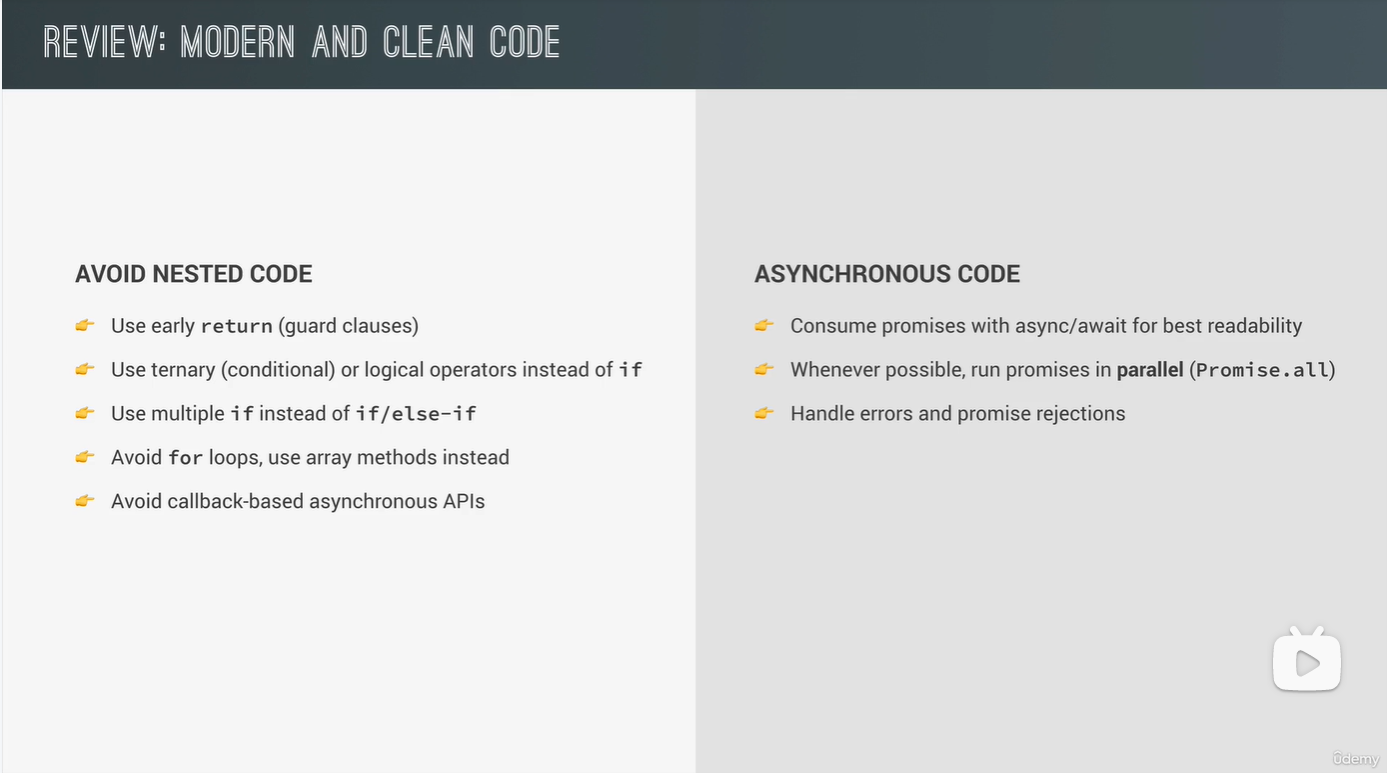 REVIEW: MODERN AND CLEAN CODE
AVOID NESTED CODE
👉 Use early return (guard clauses)
👉 Use ternary (conditional) or logical operators instead of if
👉 Use multiple if instead of if/else-if
👉 Avoid for loops, use array methods instead
👉 Avoid callback-based asynchronous APIs
ASYNCHRONOUS CODE
👉 Consume promises with async/await for best readability
👉 Whenever possible, run promises in parallel (Promise.all)
👉 Handle errors and promise rejections
ûdemy